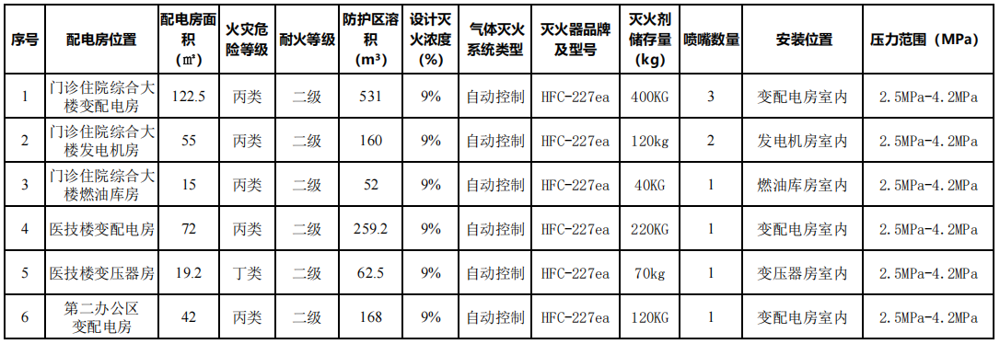 序号 配电房位置 配电房面积（㎡） 火灾危险等级 耐火等级 防护区溶积（m³） 设计灭火浓度（%） 气体灭火系统类型 灭火器品牌及型号 灭火剂储存量（kg） 喷嘴数量 安装位置 压力范围（MPa）
1 门诊住院综合大楼变配电房 122.5 丙类 二级 531 9% 自动控制 HFC-227ea 400KG 3 变配电房室内 2.5MPa-4.2MPa
2 门诊住院综合大楼发电机房 55 丙类 二级 160 9% 自动控制 HFC-227ea 120kg 2 发电机房室内 2.5MPa-4.2MPa
3 门诊住院综合大楼燃油库房 15 丙类 二级 52 9% 自动控制 HFC-227ea 40KG 1 燃油库房室内 2.5MPa-4.2MPa
4 医技楼变配电房 72 丙类 二级 259.2 9% 自动控制 HFC-227ea 220KG 1 变配电房室内 2.5MPa-4.2MPa
5 医技楼变压器房 19.2 丁类 二级 62.5 9% 自动控制 HFC-227ea 70kg 1 变压器房室内 2.5MPa-4.2MPa
6 第二办公区变配电房 42 丙类 二级 168 9% 自动控制 HFC-227ea 120KG 1 变配电房室内 2.5MPa-4.2MPa